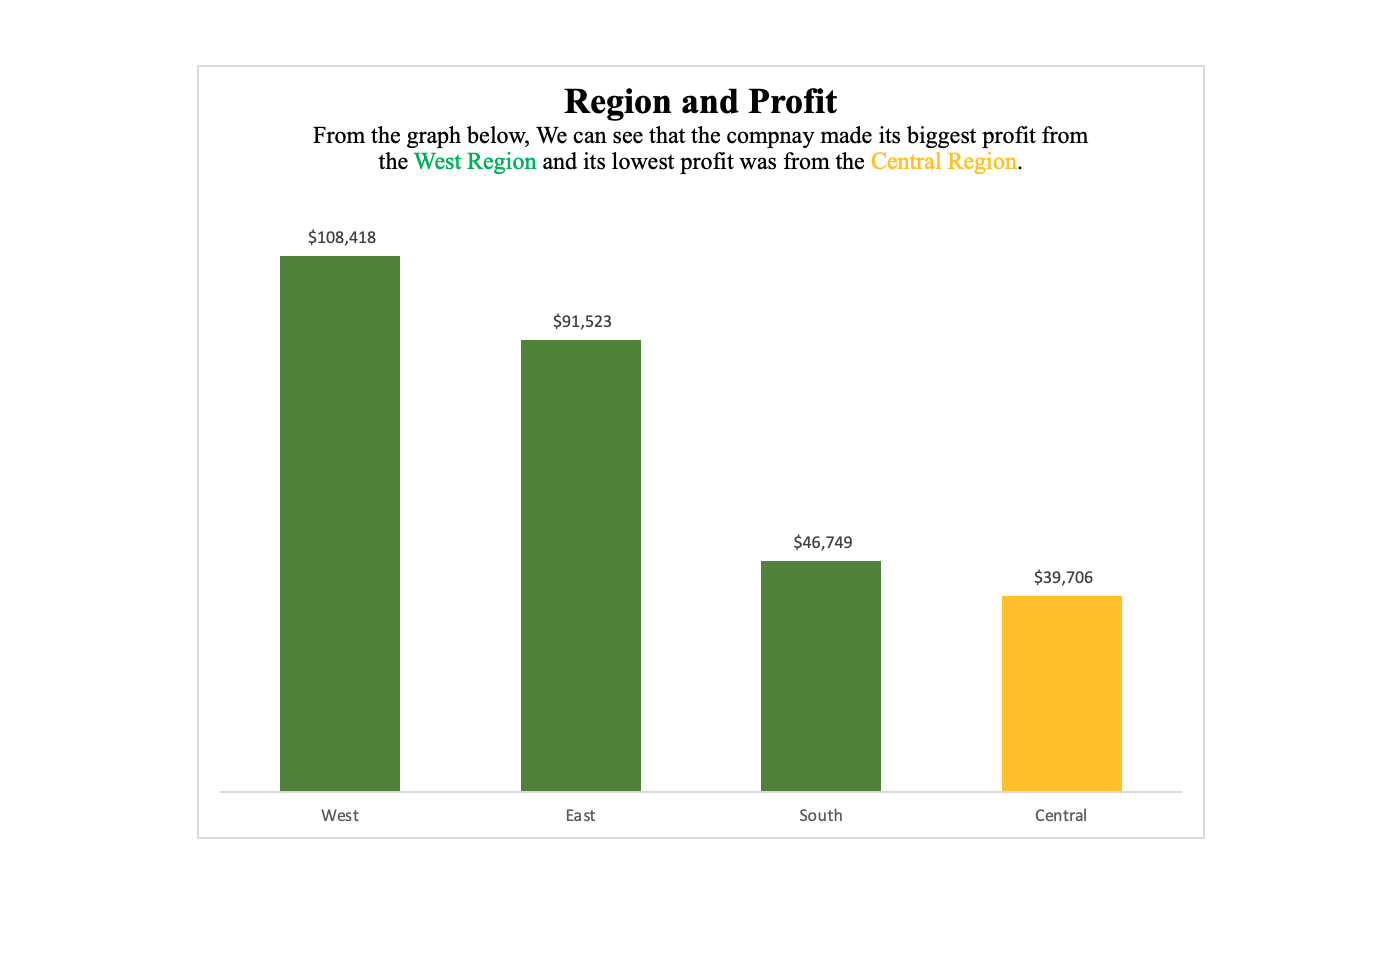 Region and Profit
From the graph below, We can see that the compnay made its biggest profit from
the West Region and its lowest profit was from the Central Region.
$108,418
$91,523
$46,749
$39,706
West
East
South
Central